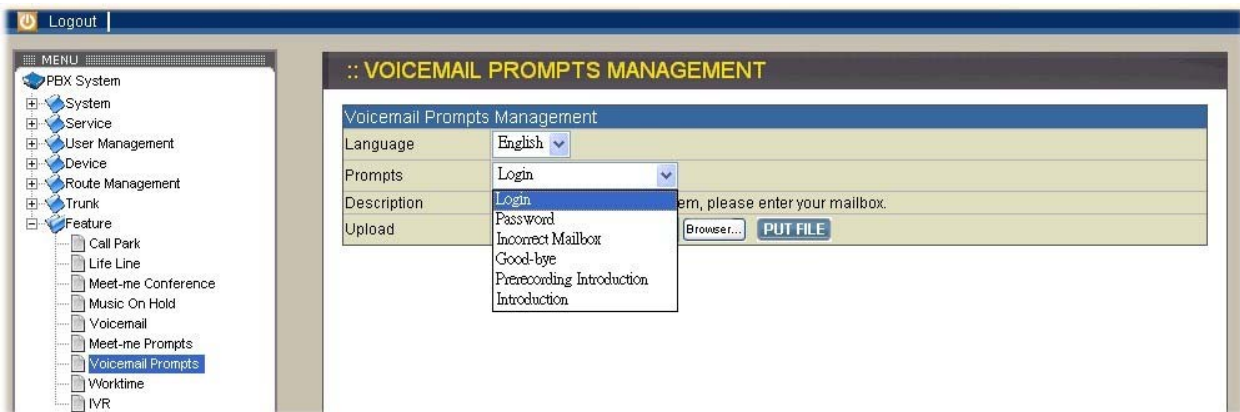 Logout
MENU
PBX System
System
Service
User Management
Device
Route Management
Trunk
Feature
Call Park
Life Line
Meet-me Conference
Music On Hold
Voicemail
Meet-me Prompts
Voicemail Prompts
Worktime
IVR
:: VOICEMAIL PROMPTS MANAGEMENT
Voicemail Prompts Management
Language English
Prompts Login
Description em, please enter your mailbox.
Upload Browser... PUT FILE
Login
Password
Incorrect Mailbox
Good-bye
Prerecording Introduction
Introduction